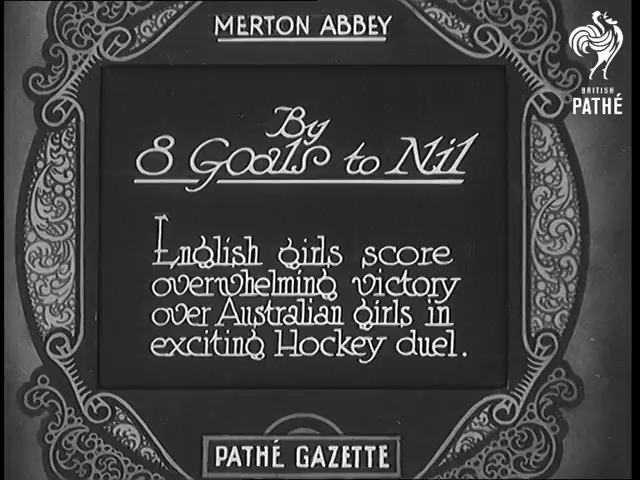 MERTON ABBEY
BRITISH
PATHÉ
By
8 Goals to Nil
English girls score
overwhelming victory
over Australian girls in
exciting Hockey duel.
PATHÉ GAZETTE